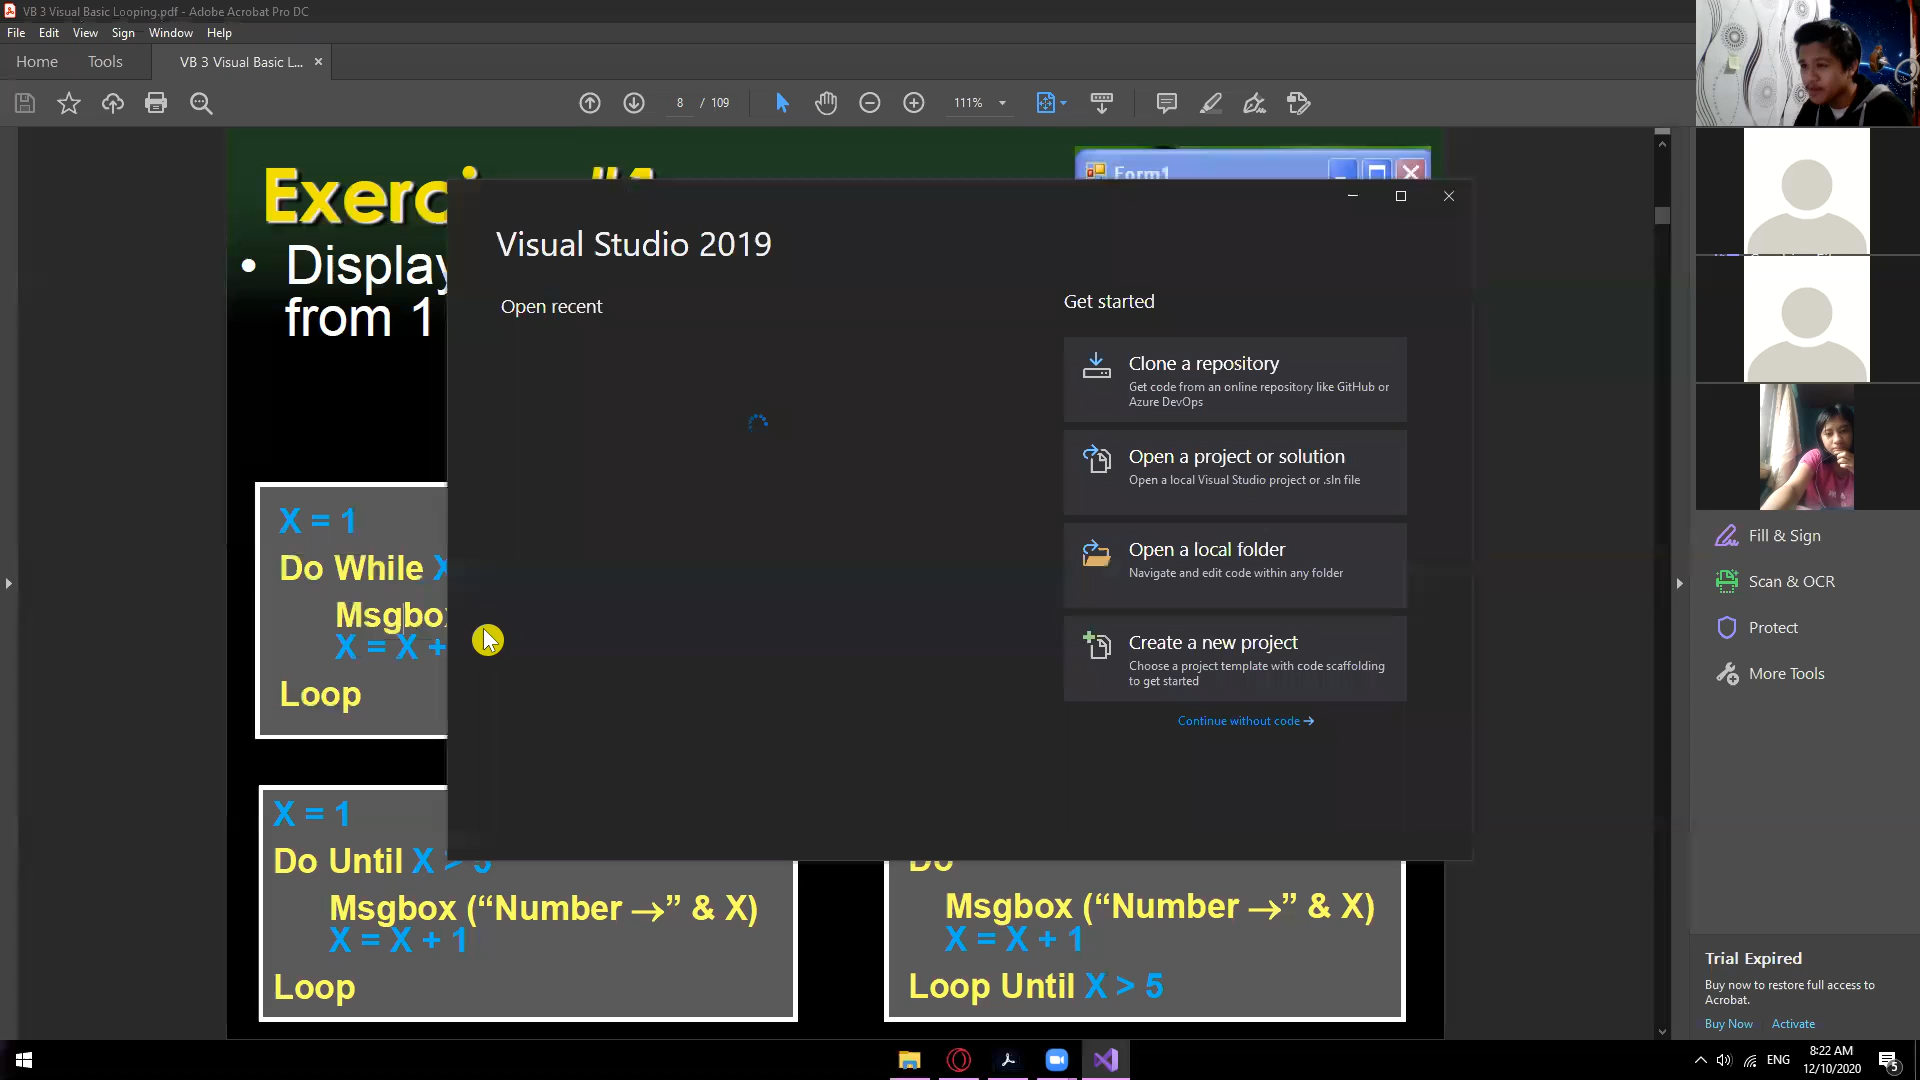 VB 3 Visual Basic Looping.pdf - Adobe Acrobat Pro DC
File Edit View Sign Window Help
Home Tools VB 3 Visual Basic L... ×
8 / 109 111%
Form1
• Display
from 1
Visual Studio 2019
Open recent
Get started
Clone a repository
Get code from an online repository like GitHub or
Azure DevOps
Open a project or solution
Open a local Visual Studio project or .sln file
Open a local folder
Navigate and edit code within any folder
Create a new project
Choose a project template with code scaffolding
to get started
Continue without code →
X = 1
Do While X
Msgbox
X = X +
Loop
X = 1
Do Until X > 5
Msgbox (“Number →” & X)
X = X + 1
Loop
Do
Msgbox (“Number →” & X)
X = X + 1
Loop Until X > 5
Fill & Sign
Scan & OCR
Protect
More Tools
Trial Expired
Buy now to restore full access to
Acrobat.
Buy Now Activate
ENG
8:22 AM
12/10/2020
5